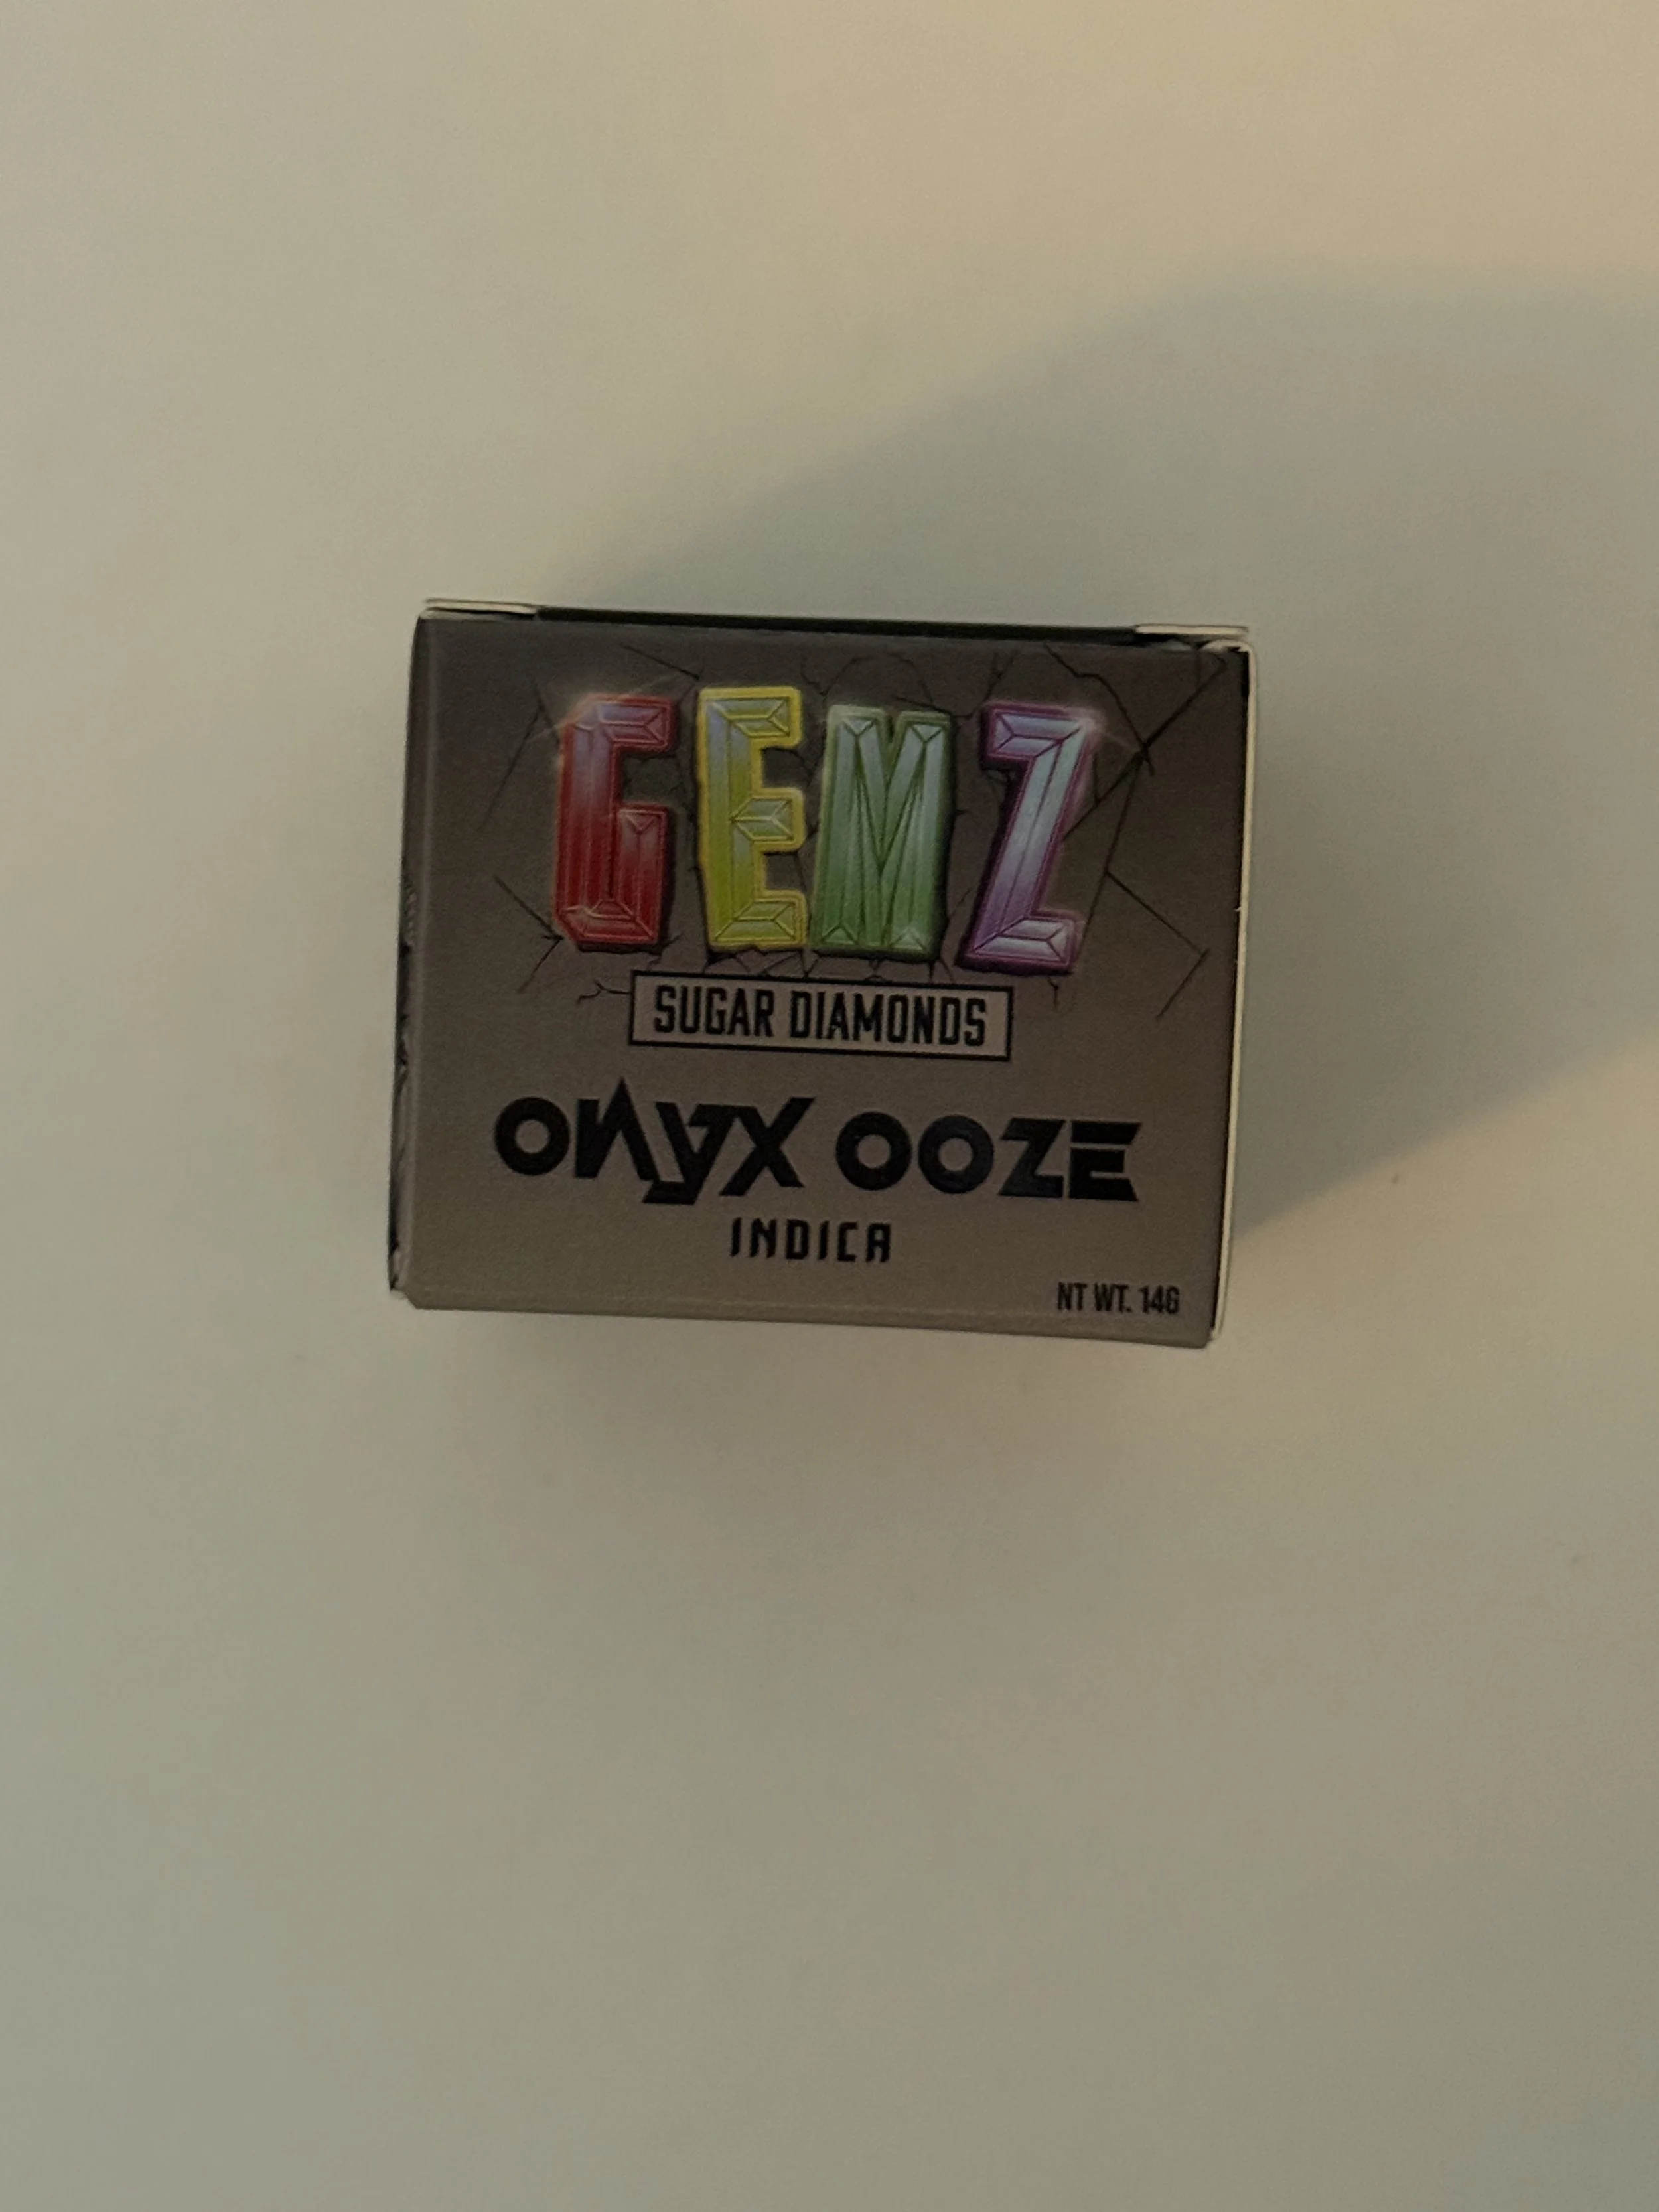 GEMZ
SUGAR DIAMONDS
ONYX OOZE
INDICA
NT WT. 14G